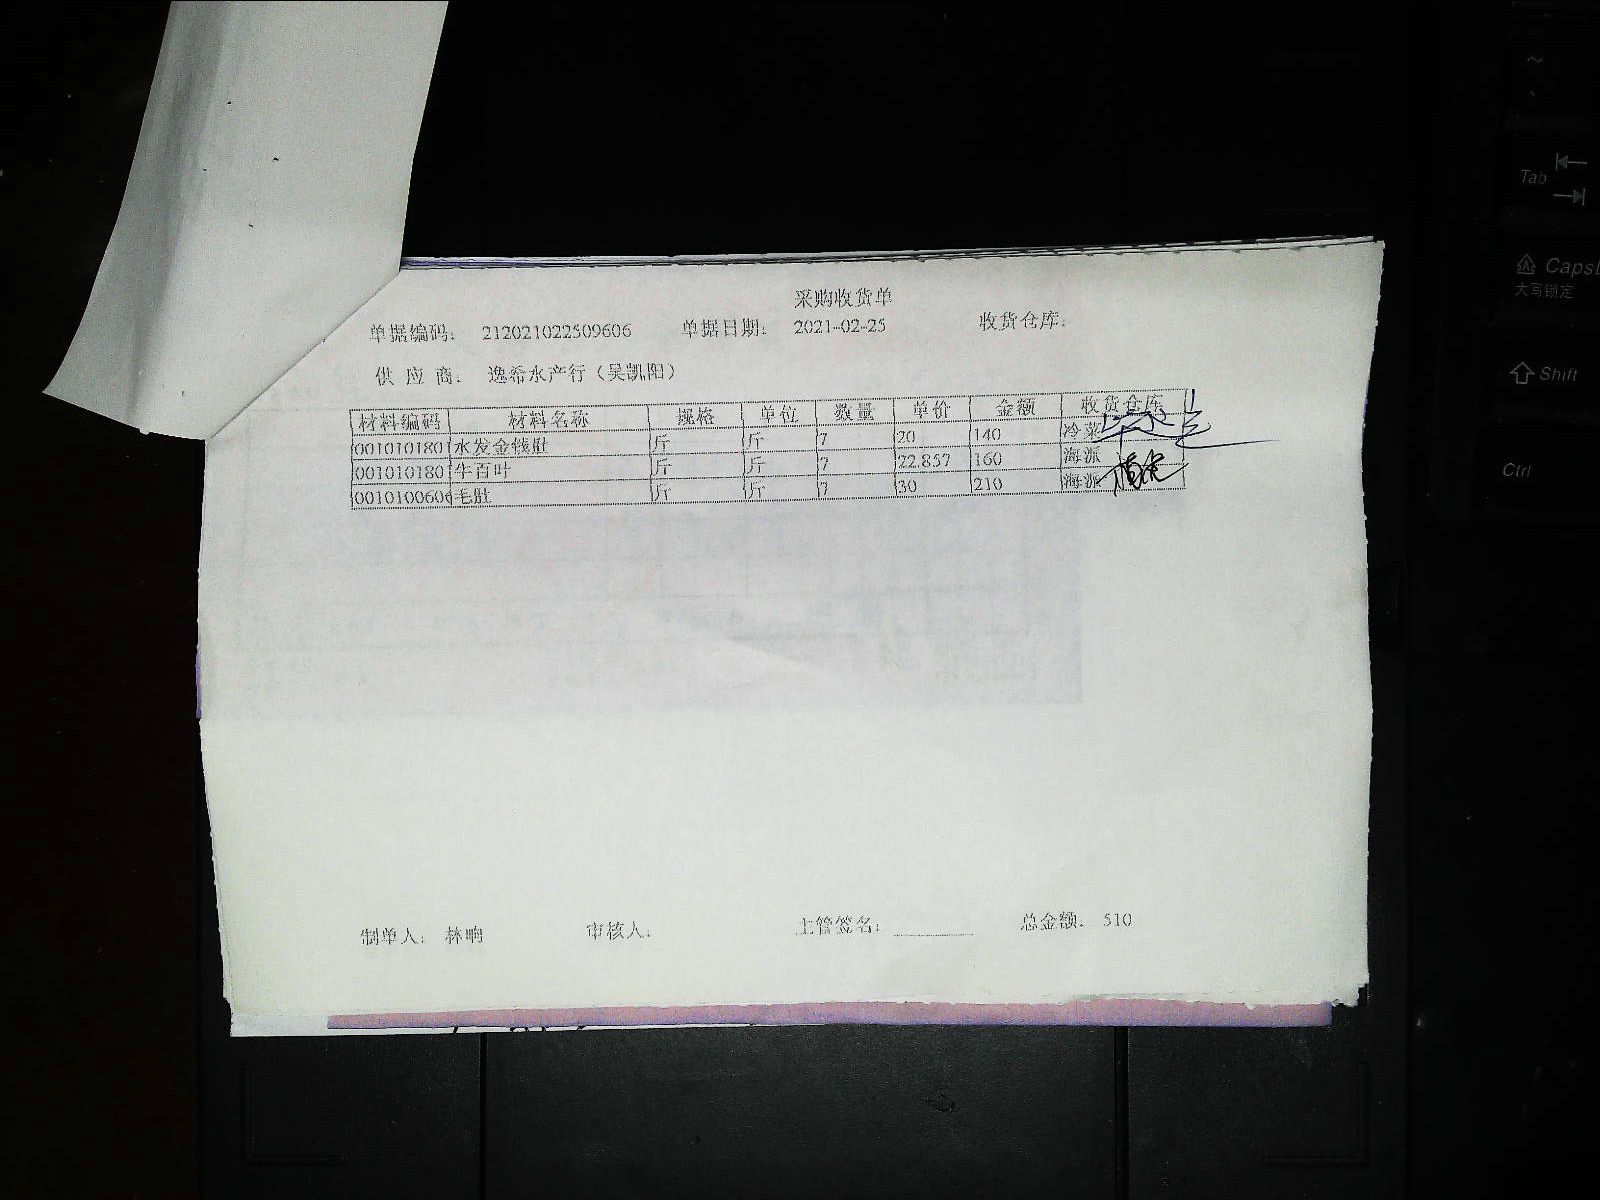 采购收货单
单据编码： 212021022509606 单据日期： 2021-02-25 收货仓库：
供 应 商： 逸希水产行（吴凯阳）
材料编码 材料名称 规格 单位 数量 单价 金额 收货仓库
0010101801 水发金钱肚 斤 斤 7 20 140 冷菜
0010101801 牛百叶 斤 斤 7 22.857 160 海派
001010060 毛肚 斤 斤 7 30 210 海派
制单人： 林 审核人： 主管签名： 总金额： 510
Tab
Caps
大写锁定
Shift
Ctrl